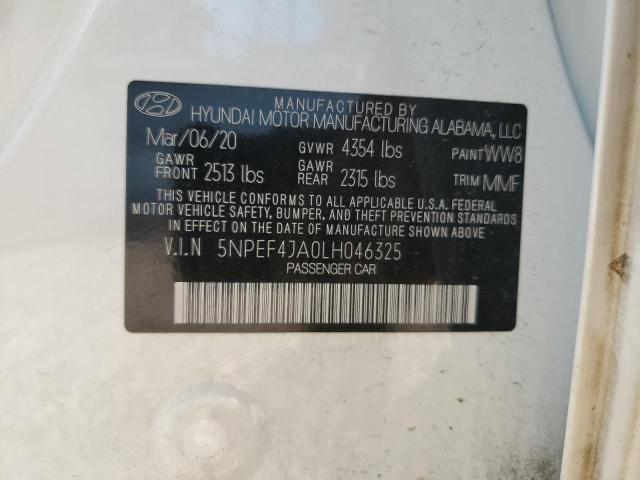 MANUFACTURED BY
HYUNDAI MOTOR MANUFACTURING ALABAMA, LLC
Mar/06/20 GVWR 4354 lbs PAINT WW8
GAWR FRONT 2513 lbs GAWR REAR 2315 lbs TRIM MMF
THIS VEHICLE CONFORMS TO ALL APPLICABLE U.S.A. FEDERAL
MOTOR VEHICLE SAFETY, BUMPER, AND THEFT PREVENTION STANDARDS
IN EFFECT ON THE DATE OF MANUFACTURE SHOWN ABOVE
V.I.N 5NPEF4JA0LH046325
PASSENGER CAR